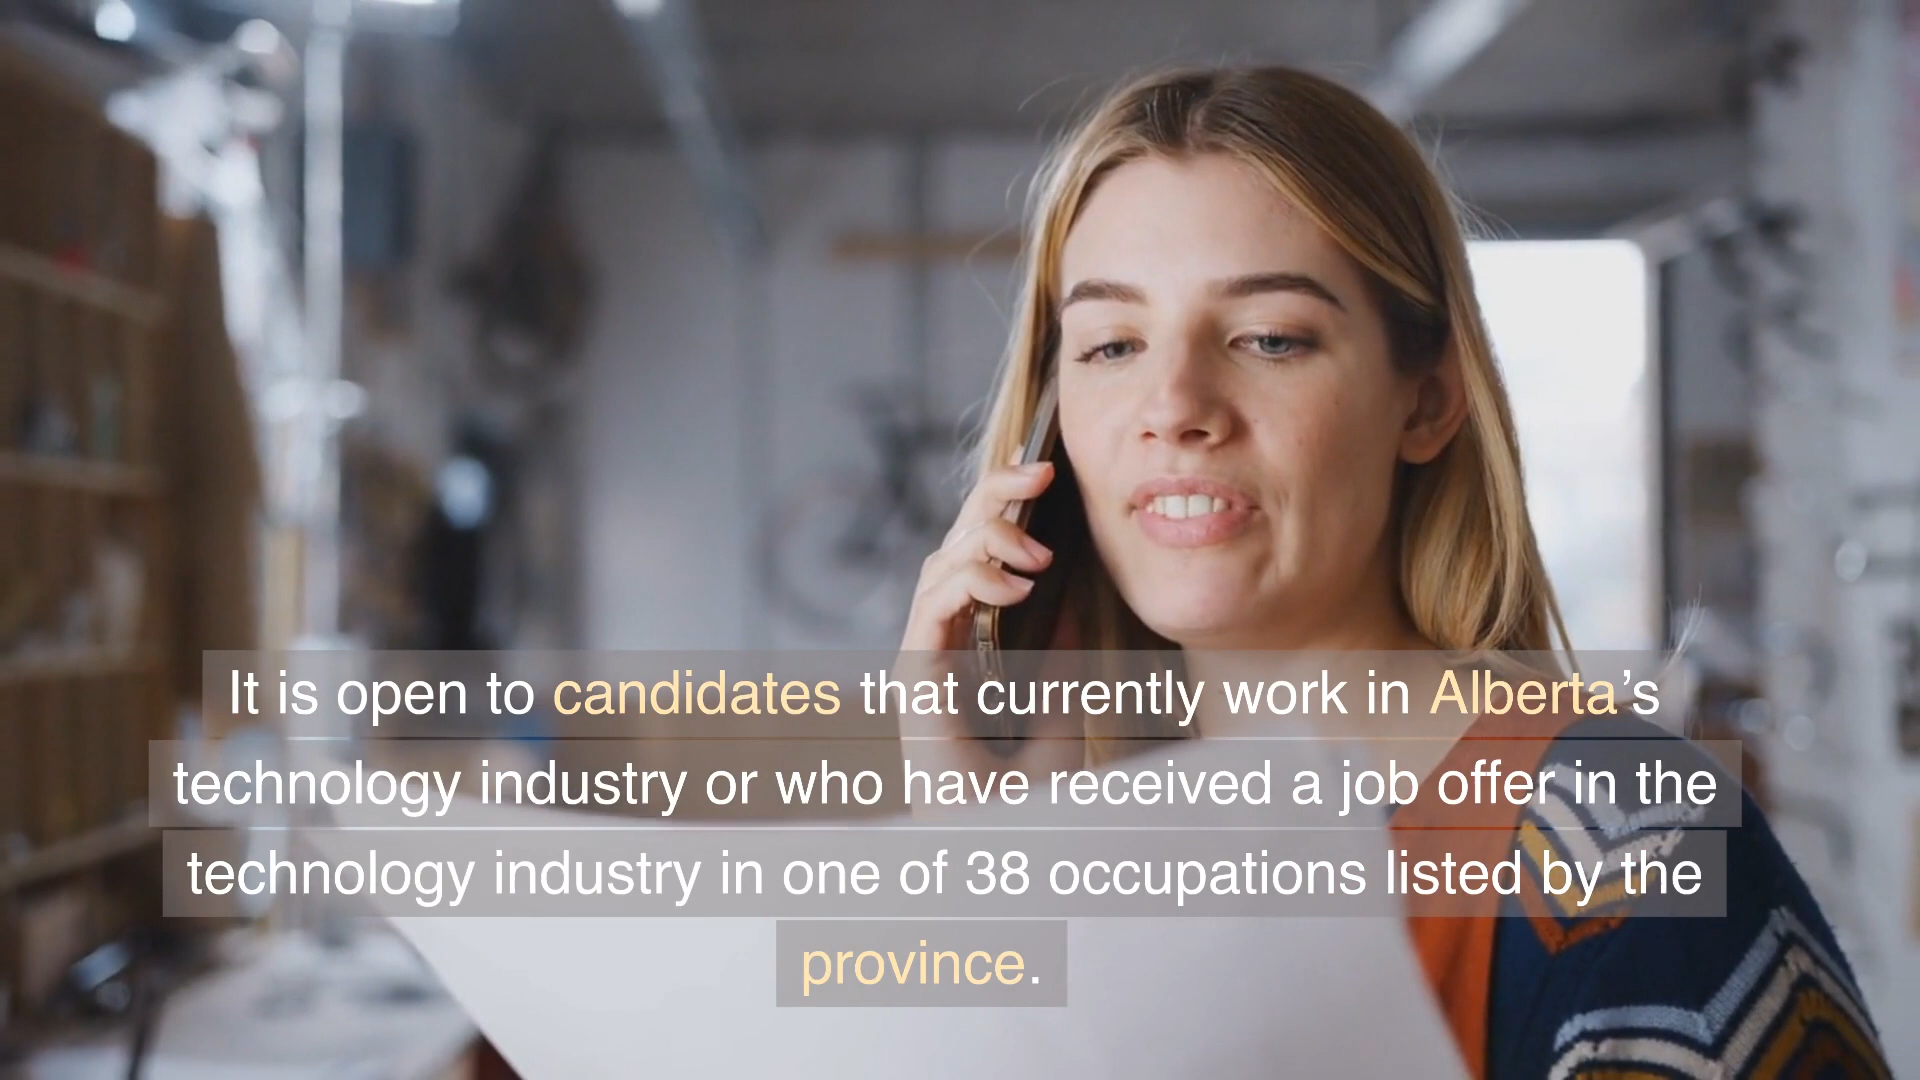 It is open to candidates that currently work in Alberta’s
technology industry or who have received a job offer in the
technology industry in one of 38 occupations listed by the
province.